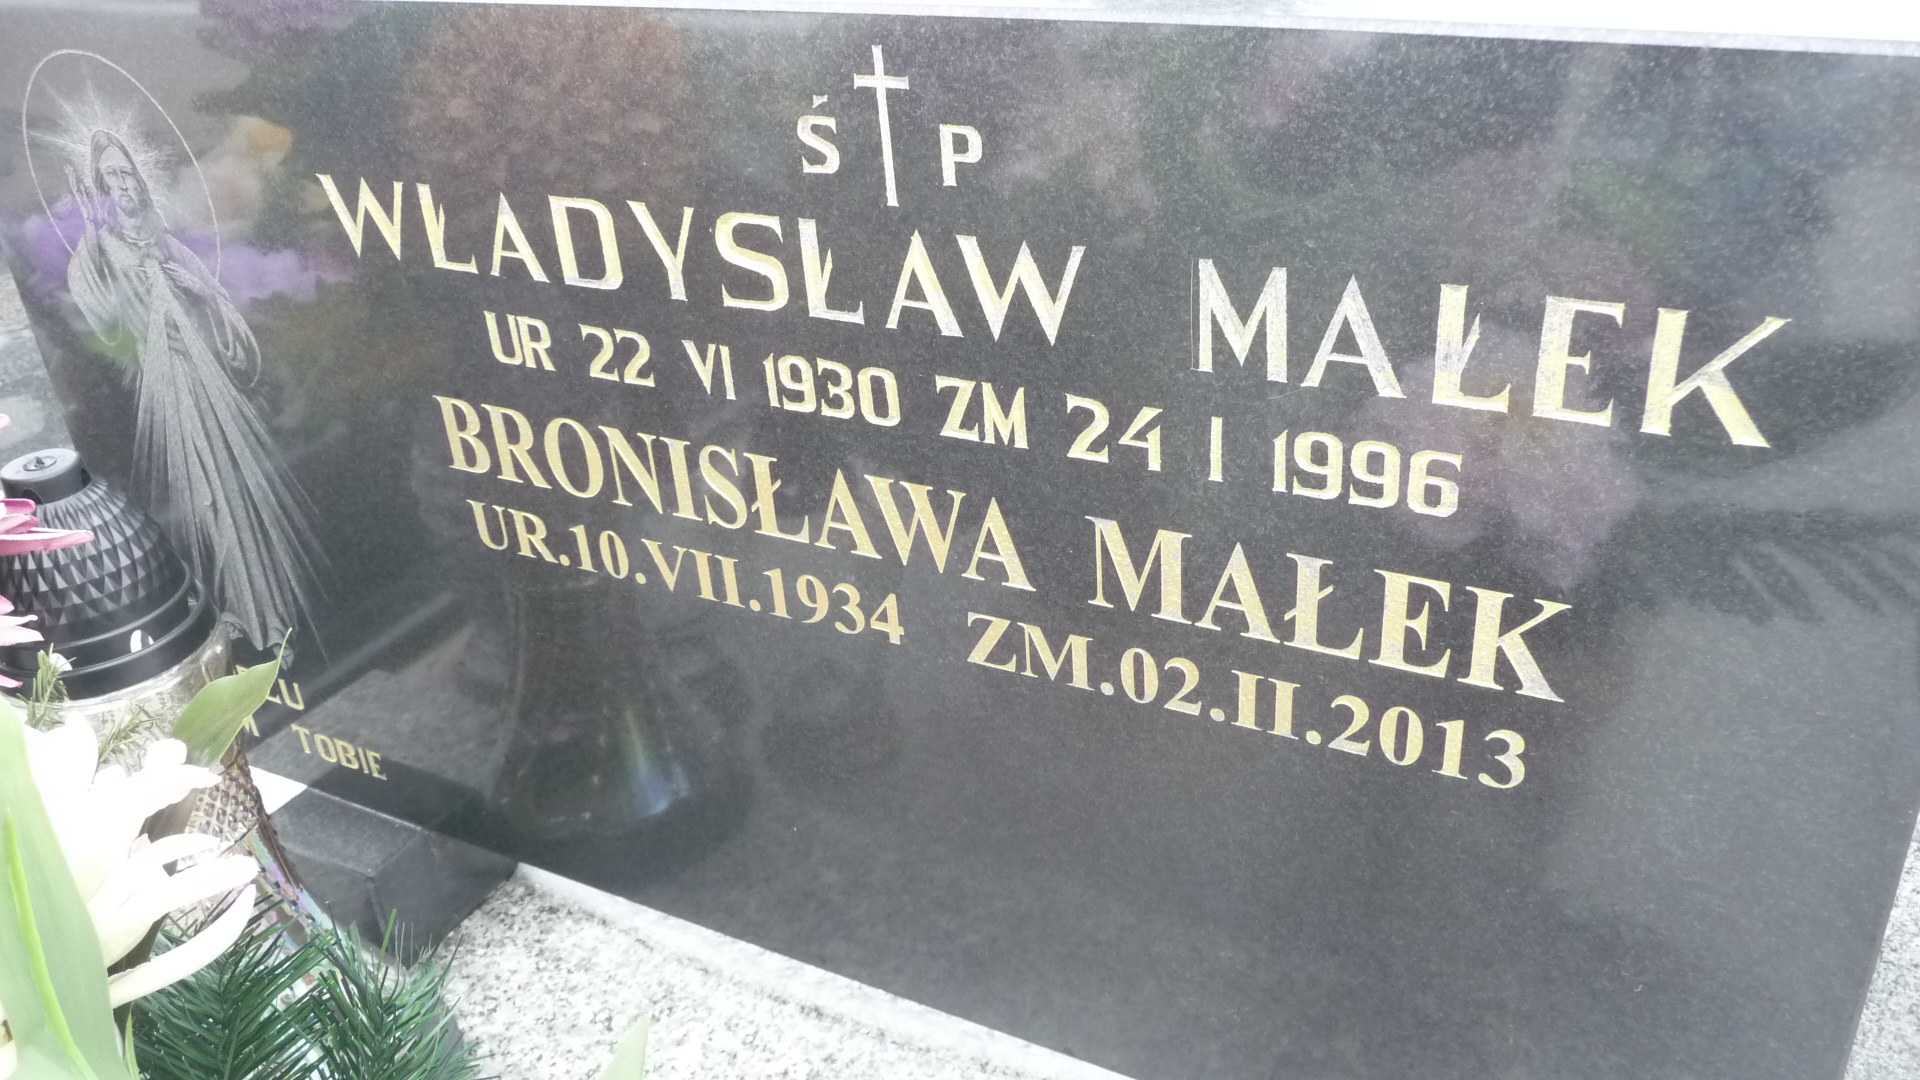 Ś P
WŁADYSŁAW MAŁEK
UR 22 VI 1930 ZM 24 I 1996
BRONISŁAWA MAŁEK
UR.10.VII.1934 ZM.02.II.2013
TOBIE